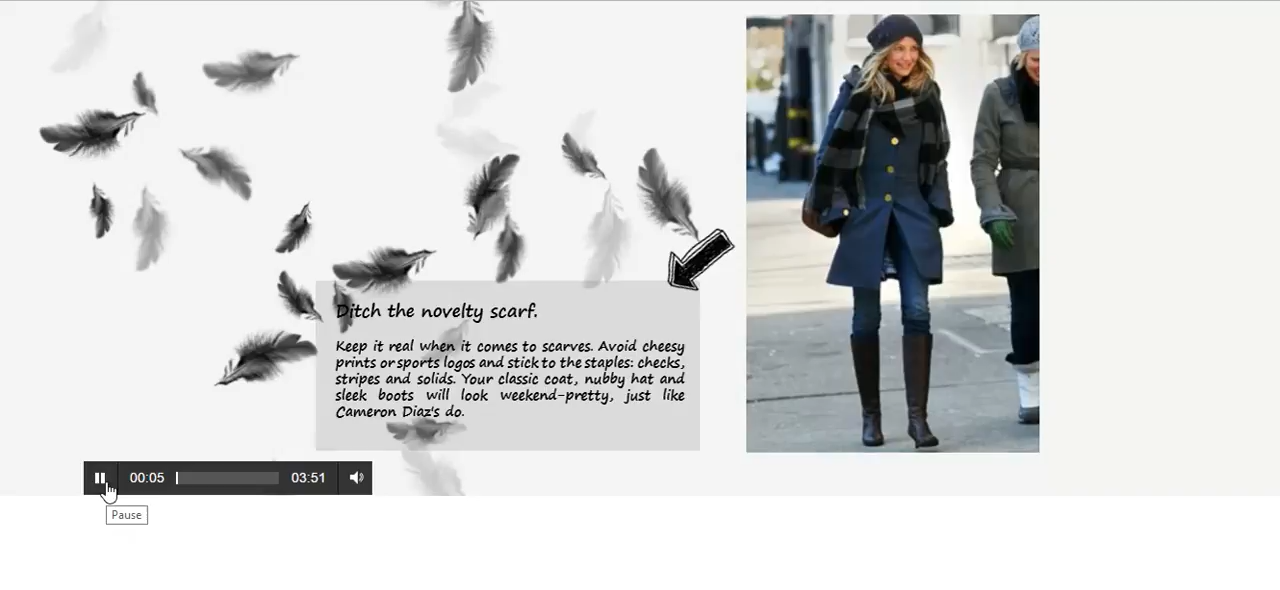 Ditch the novelty scarf.
Keep it real when it comes to scarves. Avoid cheesy
prints or sports logos and stick to the staples: checks,
stripes and solids. Your classic coat, nubby hat and
sleek boots will look weekend-pretty, just like
Cameron Diaz's do.
00:05 03:51
Pause